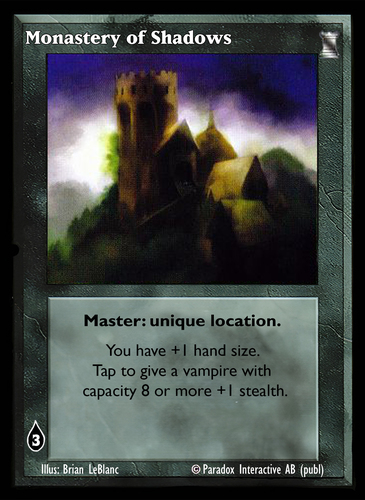 Monastery of Shadows
Master: unique location.
You have +1 hand size.
Tap to give a vampire with
capacity 8 or more +1 stealth.
3
Illus: Brian LeBlanc © Paradox Interactive AB (publ)